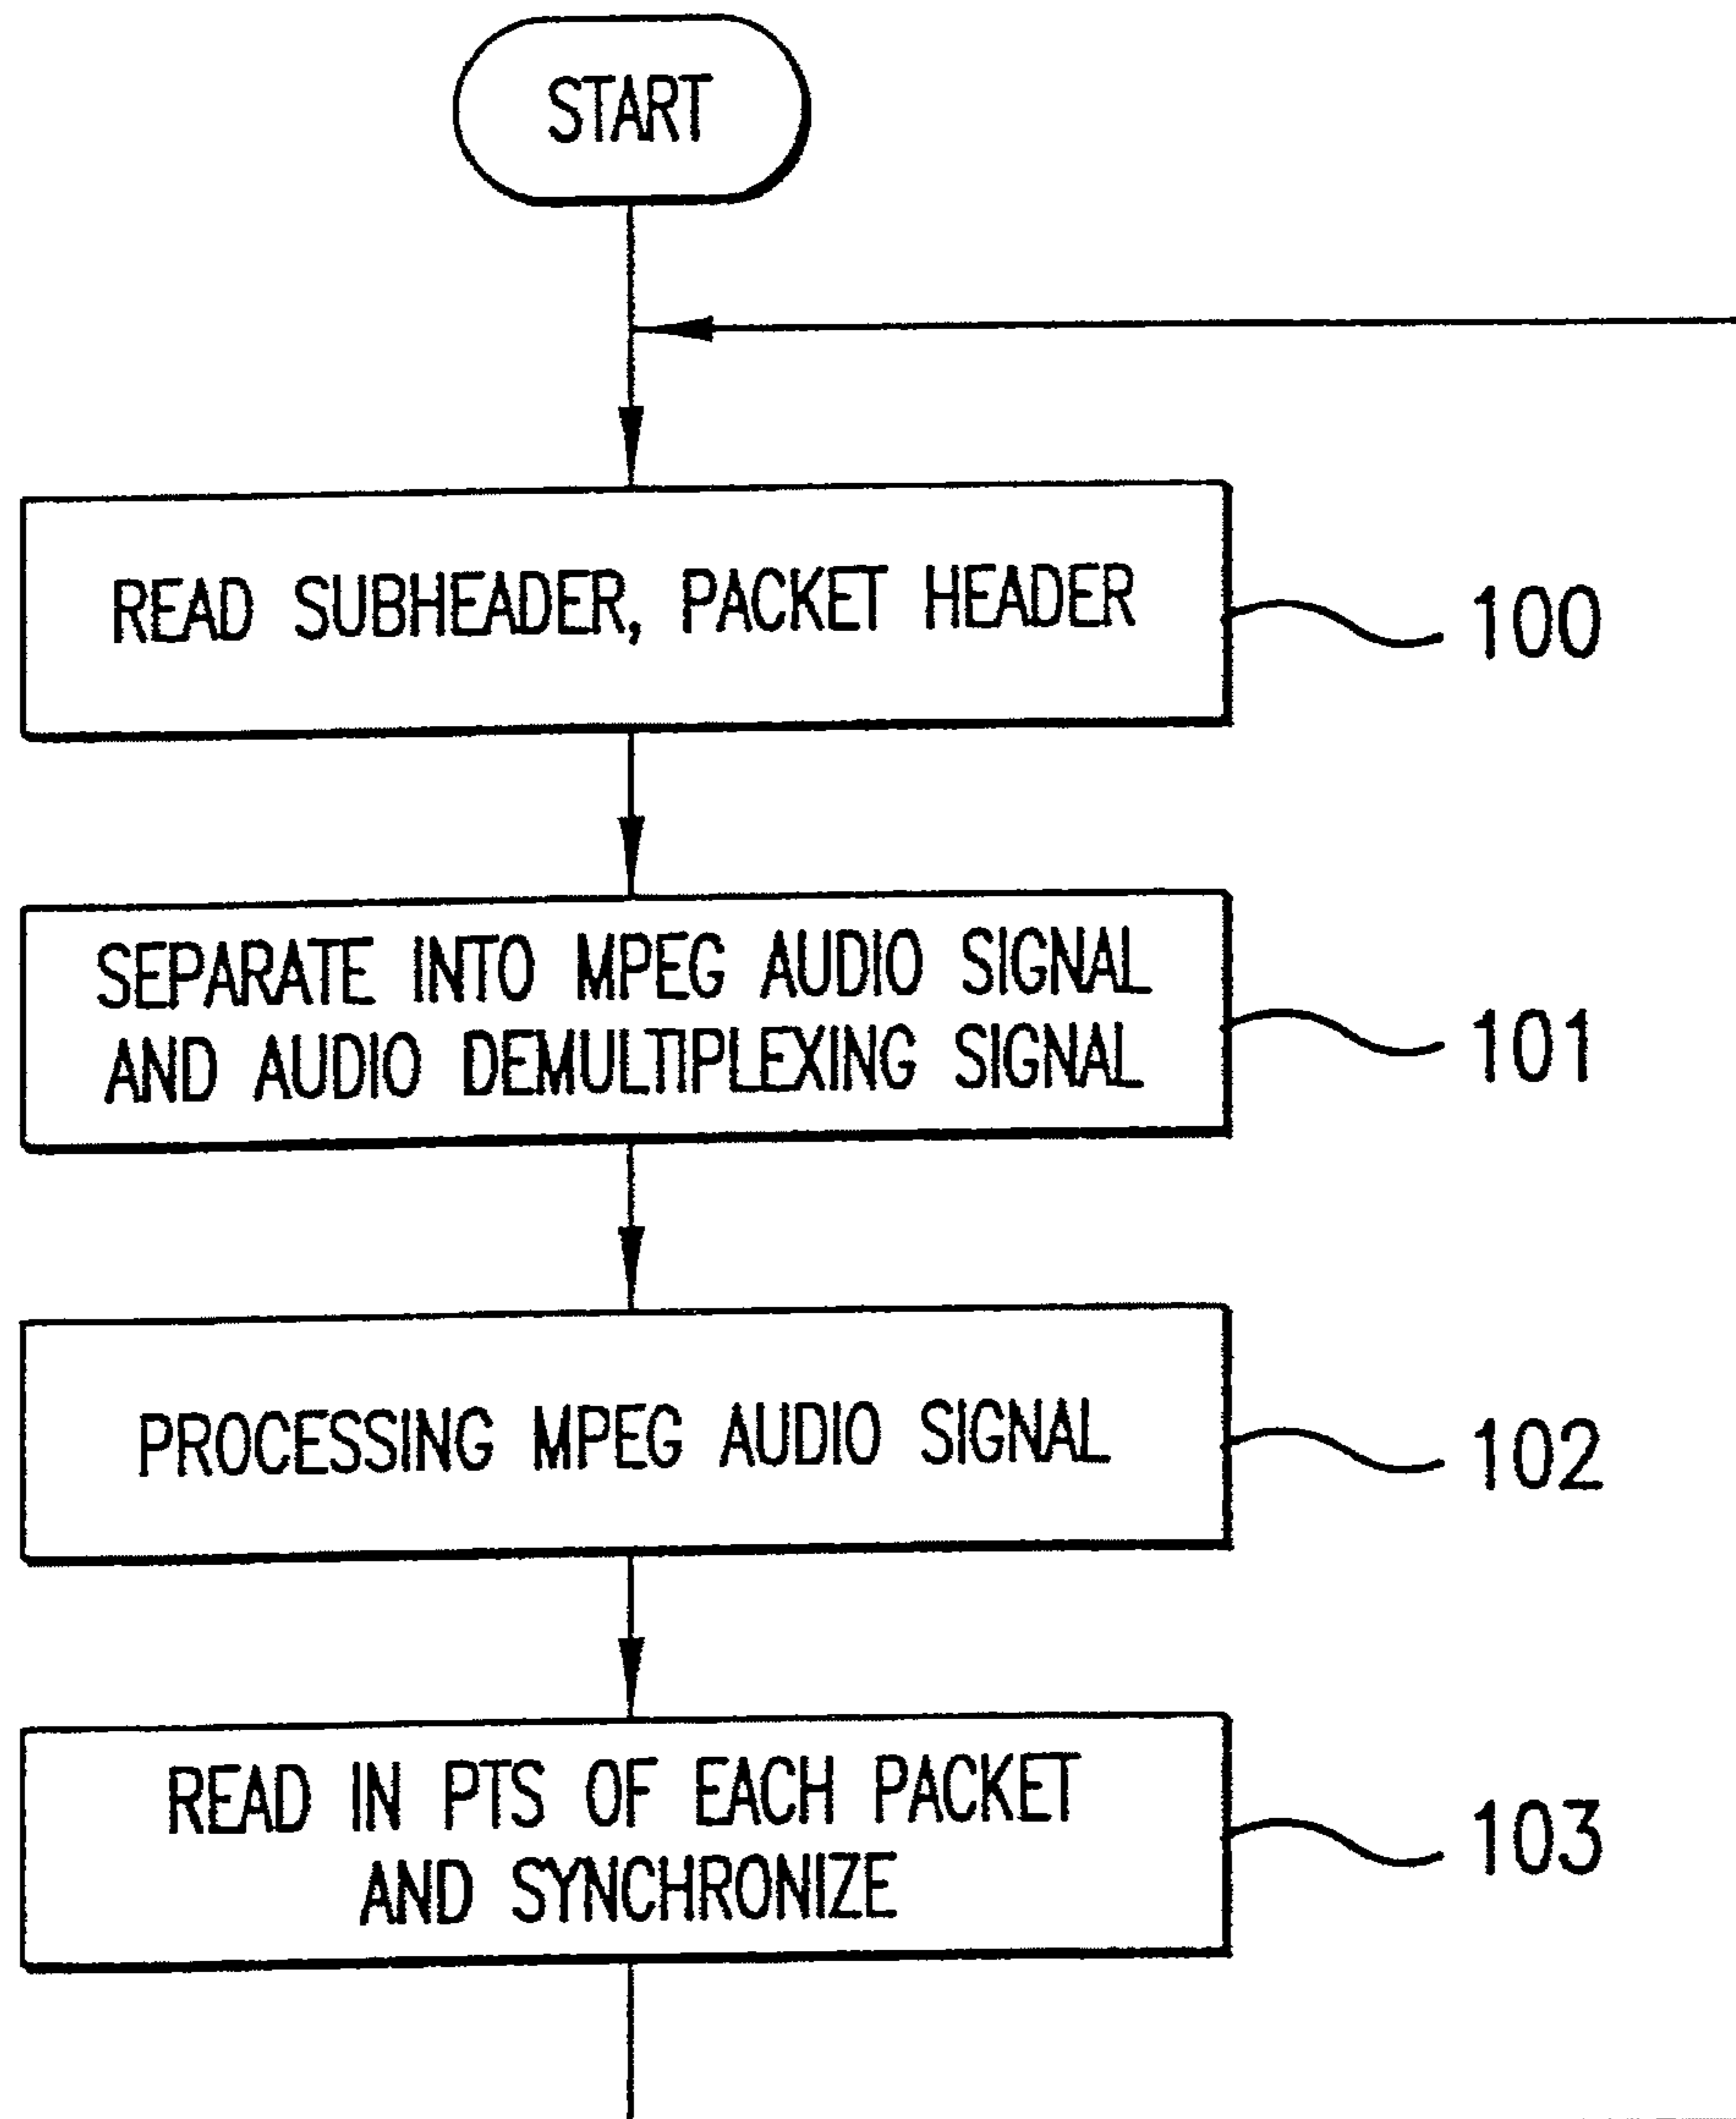 START
READ SUBHEADER, PACKET HEADER
100
SEPARATE INTO MPEG AUDIO SIGNAL
AND AUDIO DEMULTIPLEXING SIGNAL
101
PROCESSING MPEG AUDIO SIGNAL
102
READ IN PTS OF EACH PACKET
AND SYNCHRONIZE
103